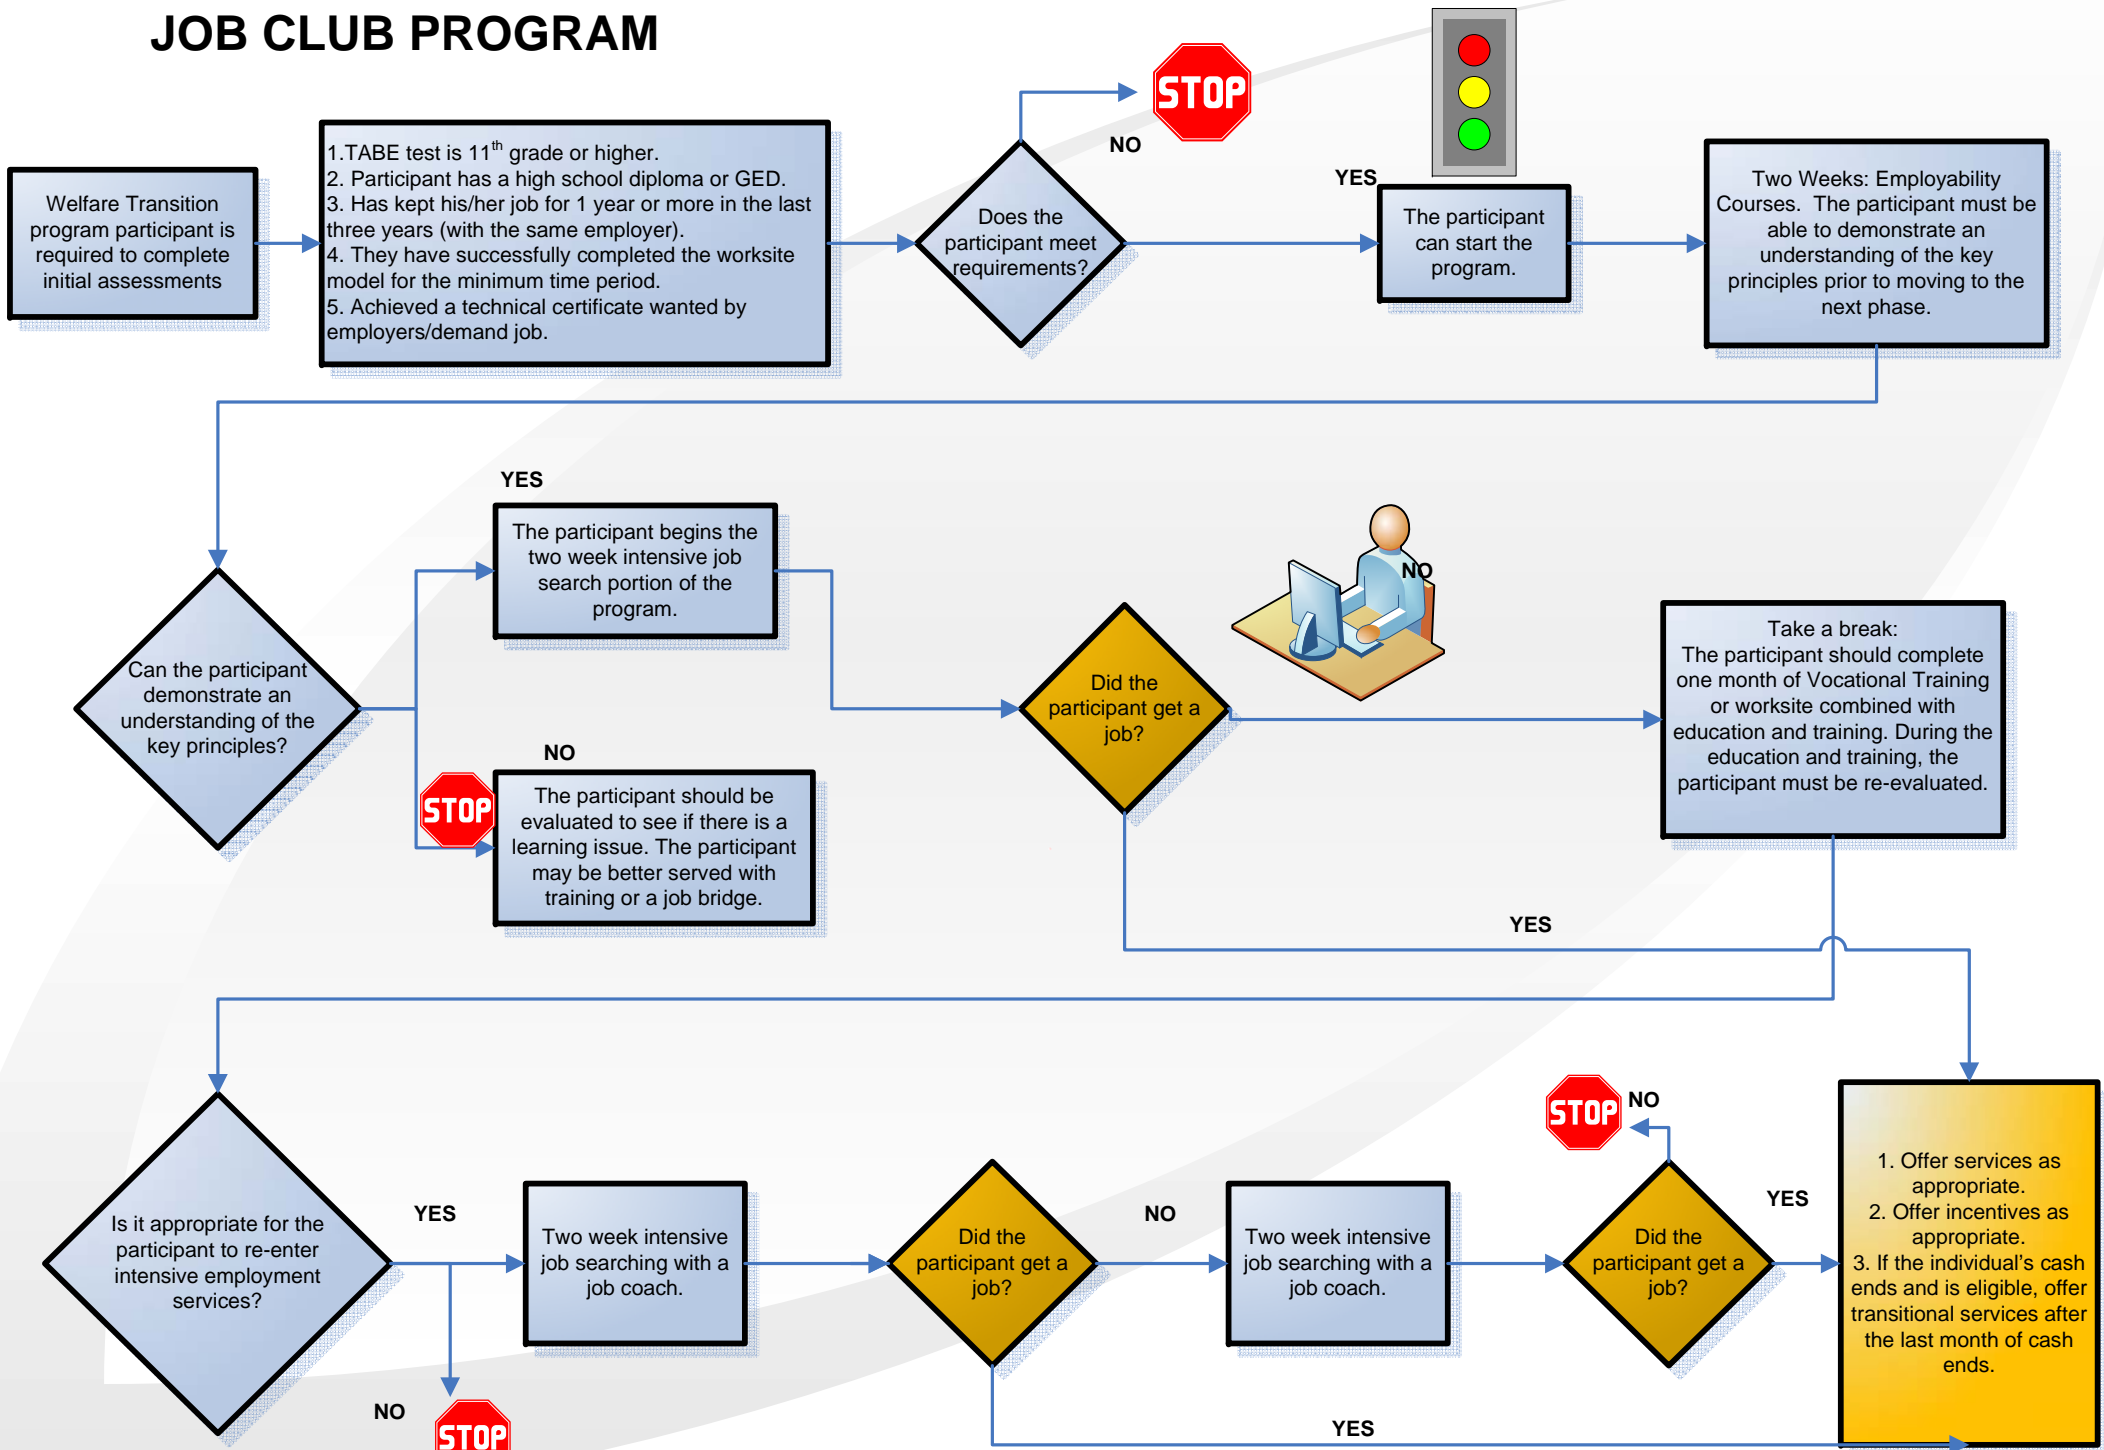 JOB CLUB PROGRAM
STOP
NO
Welfare Transition
program participant is
required to complete
initial assessments
1.TABE test is 11th grade or higher.
2. Participant has a high school diploma or GED.
3. Has kept his/her job for 1 year or more in the last
three years (with the same employer).
4. They have successfully completed the worksite
model for the minimum time period.
5. Achieved a technical certificate wanted by
employers/demand job.
Does the
participant meet
requirements?
YES
The participant
can start the
program.
Two Weeks: Employability
Courses. The participant must be
able to demonstrate an
understanding of the key
principles prior to moving to the
next phase.
Can the participant
demonstrate an
understanding of the
key principles?
YES
The participant begins the
two week intensive job
search portion of the
program.
NO
STOP
The participant should be
evaluated to see if there is a
learning issue. The participant
may be better served with
training or a job bridge.
Did the
participant get a
job?
NO
Take a break:
The participant should complete
one month of Vocational Training
or worksite combined with
education and training. During the
education and training, the
participant must be re-evaluated.
YES
Is it appropriate for the
participant to re-enter
intensive employment
services?
YES
NO
STOP
Two week intensive
job searching with a
job coach.
Did the
participant get a
job?
NO
YES
Two week intensive
job searching with a
job coach.
STOP
NO
Did the
participant get a
job?
YES
1. Offer services as
appropriate.
2. Offer incentives as
appropriate.
3. If the individual’s cash
ends and is eligible, offer
transitional services after
the last month of cash
ends.